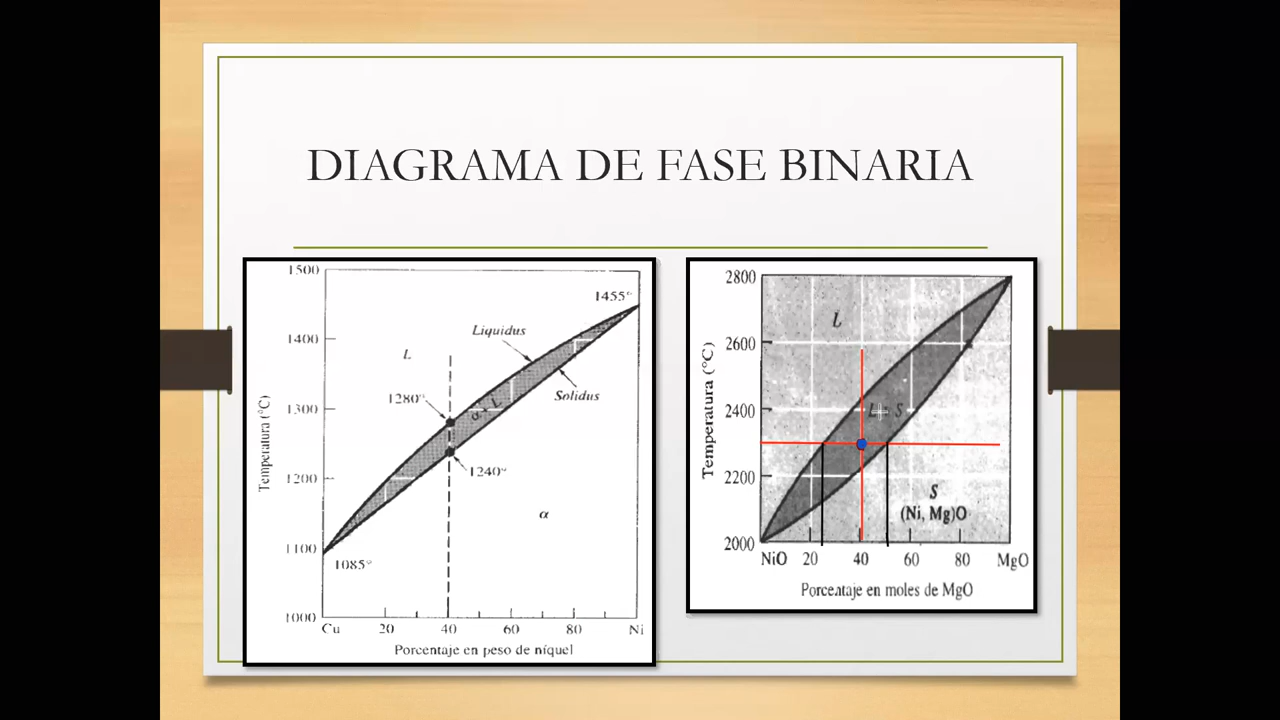 DIAGRAMA DE FASE BINARIA
1500
1455°
Liquidus
1400
L
1280°
Solidus
α + L
1300
Temperatura (°C)
1240°
1200
α
1100
1085°
1000
Cu 20 40 60 80 Ni
Porcentaje en peso de níquel
2800
L
2600
Temperatura (°C)
2400
L + S
2200
S
(Ni, Mg)O
2000
NiO 20 40 60 80 MgO
Porcentaje en moles de MgO